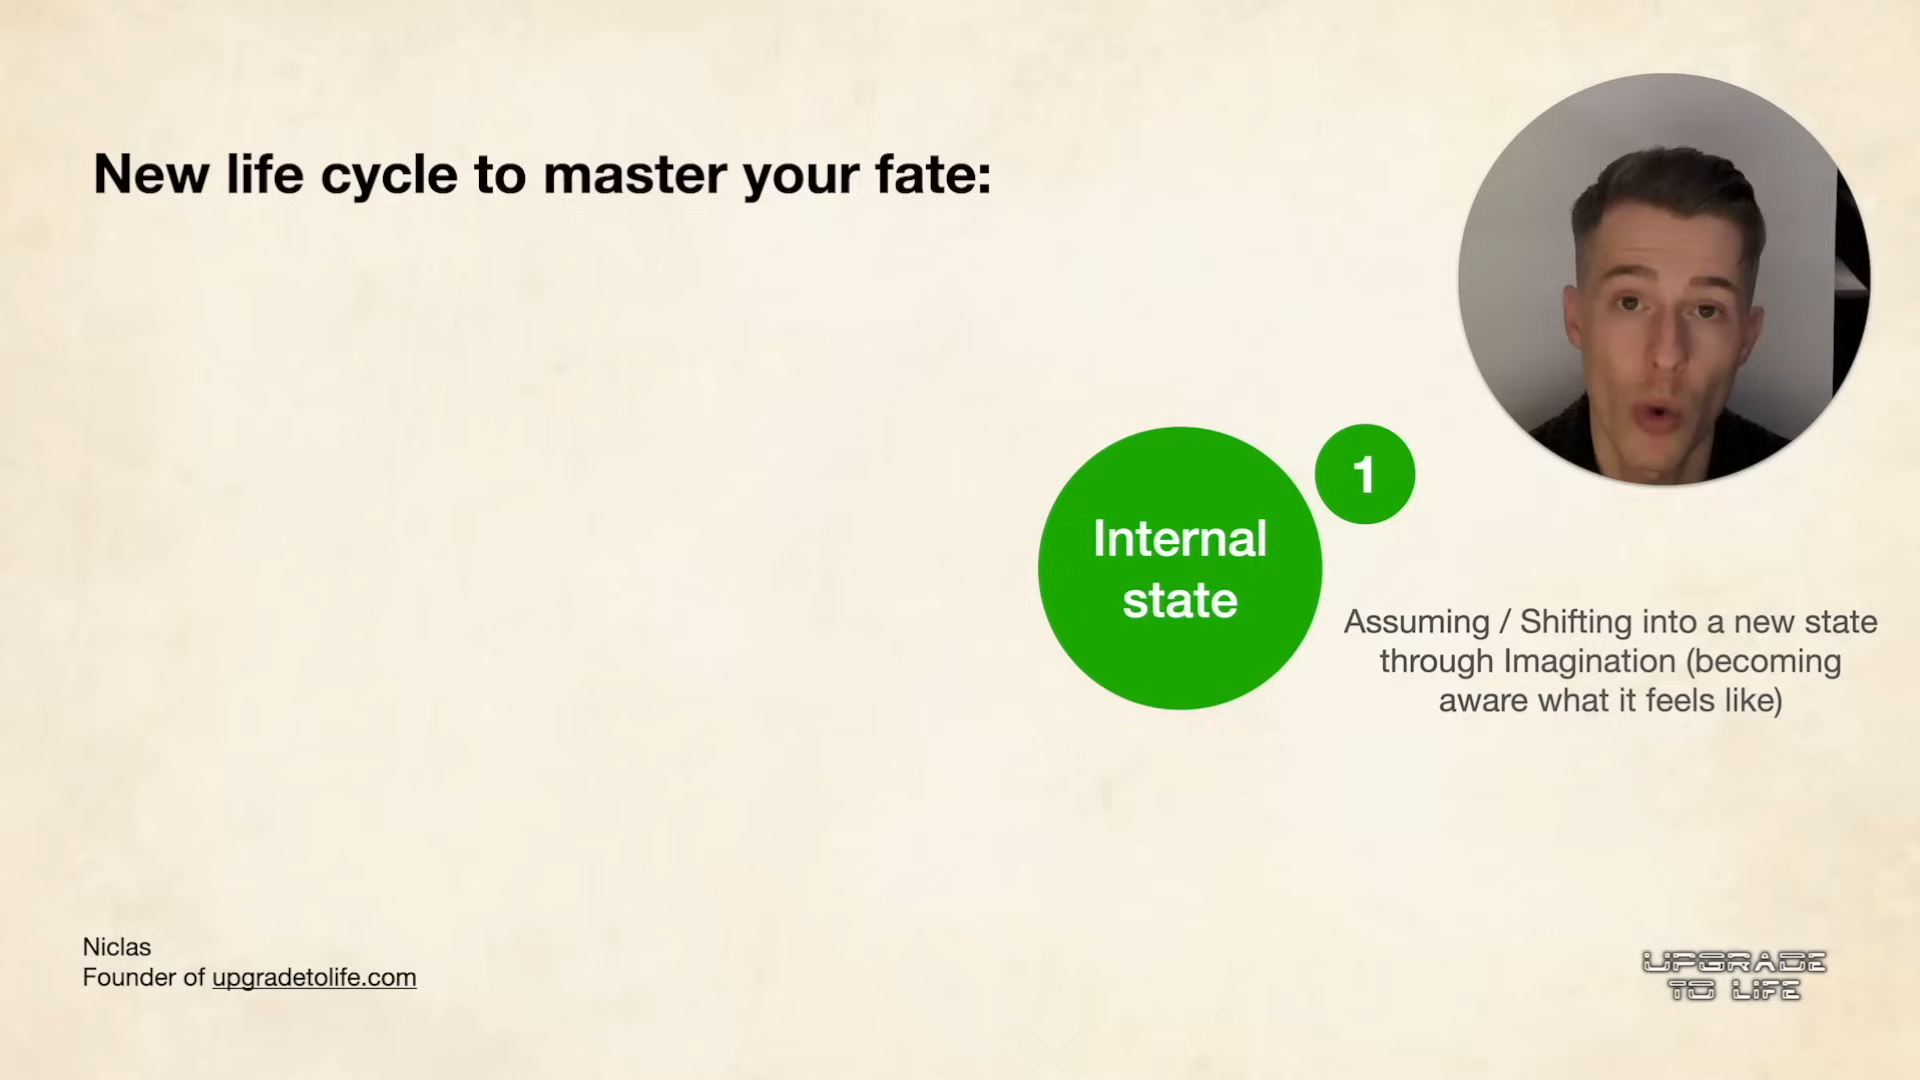 New life cycle to master your fate:
1
Internal
state
Assuming / Shifting into a new state
through Imagination (becoming
aware what it feels like)
Niclas
Founder of upgradetolife.com
UPGRADE
TO LIFE